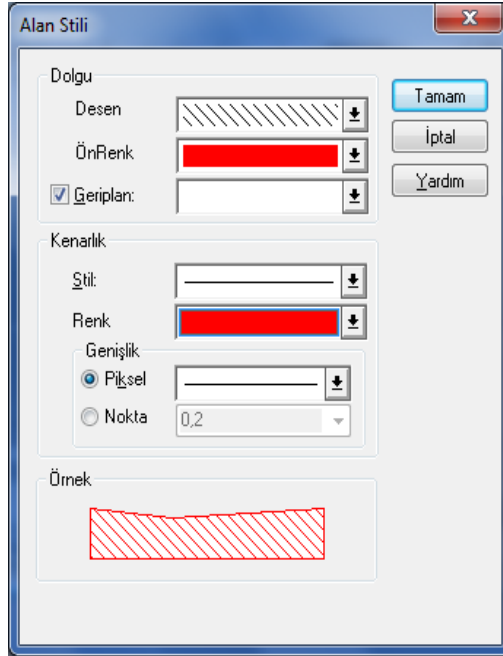 Alan Stili
Dolgu
Desen
ÖnRenk
Geriplan:
Tamam
İptal
Yardım
Kenarlık
Stil:
Renk
Genişlik
Piksel
Nokta
0,2
Örnek